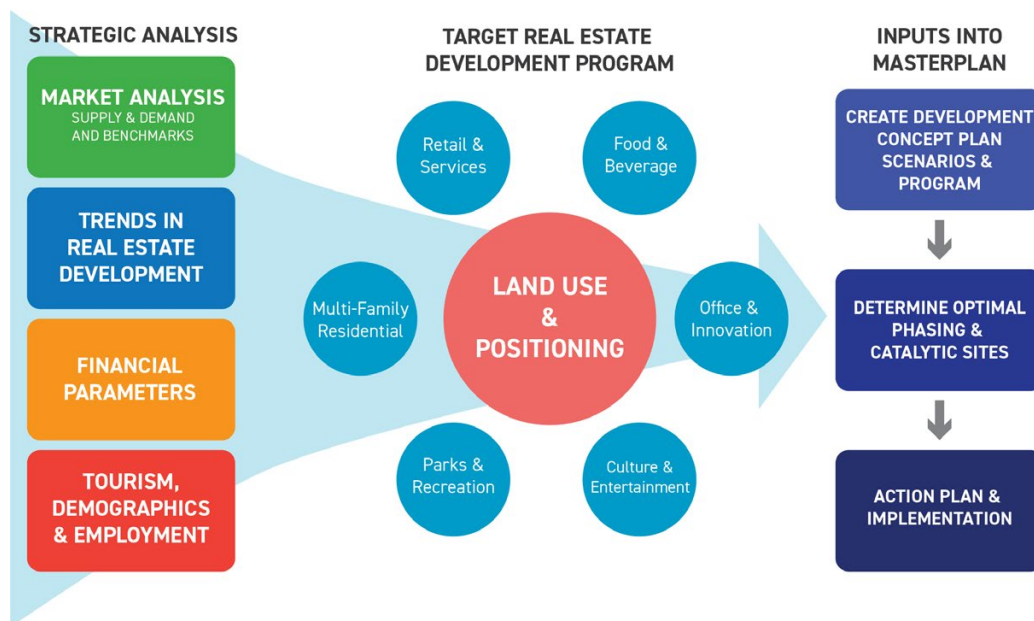 STRATEGIC ANALYSIS
MARKET ANALYSIS
SUPPLY & DEMAND
AND BENCHMARKS
TRENDS IN
REAL ESTATE
DEVELOPMENT
FINANCIAL
PARAMETERS
TOURISM,
DEMOGRAPHICS
& EMPLOYMENT
TARGET REAL ESTATE
DEVELOPMENT PROGRAM
Retail &
Services
Food &
Beverage
Multi-Family
Residential
LAND USE
&
POSITIONING
Office &
Innovation
Parks &
Recreation
Culture &
Entertainment
INPUTS INTO
MASTERPLAN
CREATE DEVELOPMENT
CONCEPT PLAN
SCENARIOS &
PROGRAM
DETERMINE OPTIMAL
PHASING &
CATALYTIC SITES
ACTION PLAN &
IMPLEMENTATION